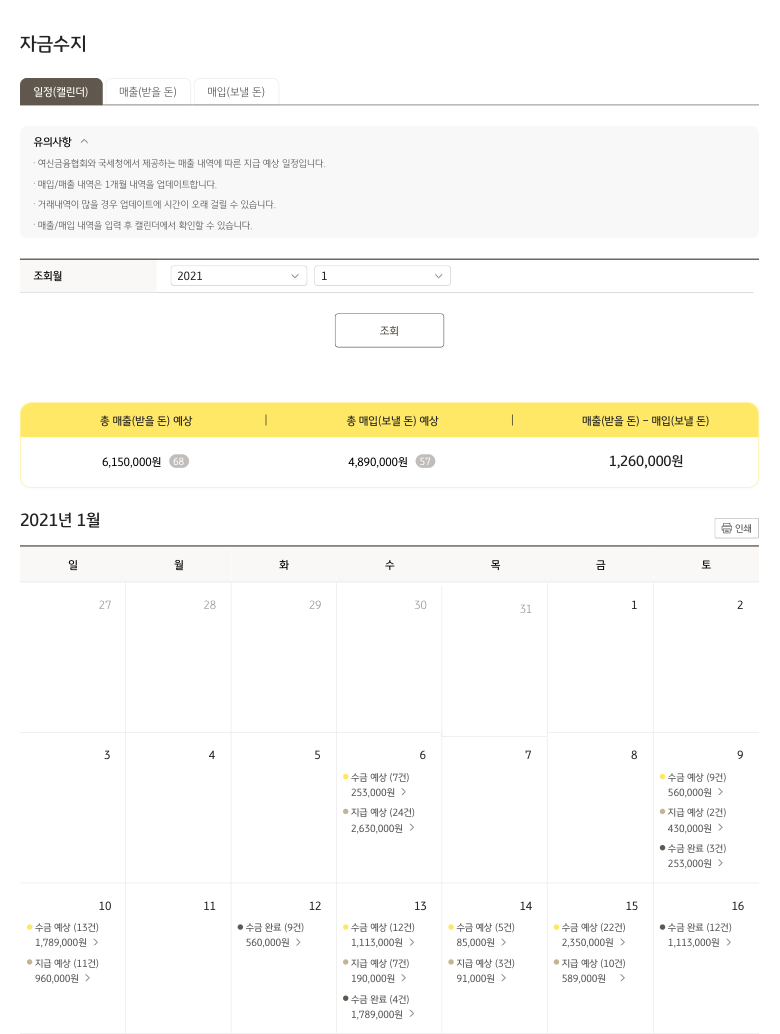 자금수지
일정(캘린더) 매출(받을 돈) 매입(보낼 돈)
유의사항
· 여신금융협회와 국세청에서 제공하는 매출 내역에 따른 지급 예상 일정입니다.
· 매입/매출 내역은 1개월 내역을 업데이트합니다.
· 거래내역이 많을 경우 업데이트에 시간이 오래 걸릴 수 있습니다.
· 매출/매입 내역을 입력 후 캘린더에서 확인할 수 있습니다.
조회월 2021 1
조회
총 매출(받을 돈) 예상 | 총 매입(보낼 돈) 예상 | 매출(받을 돈) – 매입(보낼 돈)
6,150,000원 68 4,890,000원 57 1,260,000원
2021년 1월
인쇄
일 월 화 수 목 금 토
27 28 29 30 31 1 2
3 4 5 6 7 8 9
수금 예상 (7건) 수금 예상 (9건)
253,000원 > 560,000원 >
지급 예상 (24건) 지급 예상 (2건)
2,630,000원 > 430,000원 >
수금 완료 (3건)
253,000원 >
10 11 12 13 14 15 16
수금 예상 (13건) 수금 완료 (9건) 수금 예상 (12건) 수금 예상 (5건) 수금 예상 (22건) 수금 완료 (12건)
1,789,000원 > 560,000원 > 1,113,000원 > 85,000원 > 2,350,000원 > 1,113,000원 >
지급 예상 (11건) 지급 예상 (7건) 지급 예상 (3건) 지급 예상 (10건)
960,000원 > 190,000원 > 91,000원 > 589,000원 >
수금 완료 (4건)
1,789,000원 >